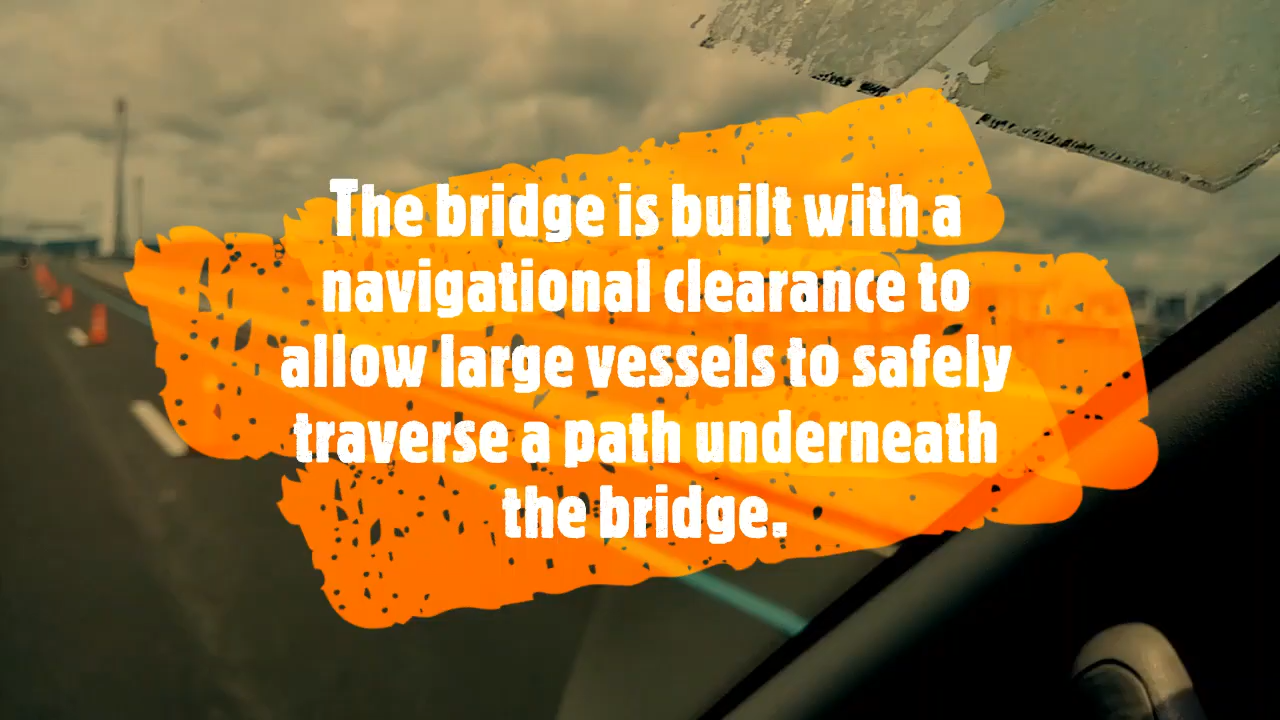 The bridge is built with a
navigational clearance to
allow large vessels to safely
traverse a path underneath
the bridge.